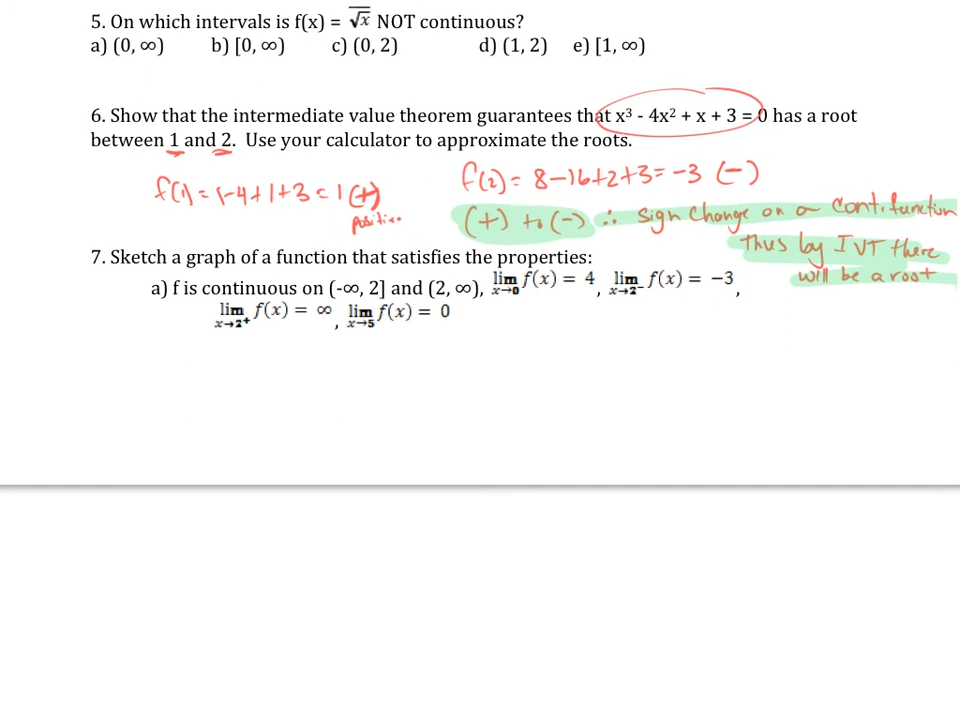 5. On which intervals is f(x) = √x NOT continuous?
a) (0, ∞) b) [0, ∞) c) (0, 2) d) (1, 2) e) [1, ∞)
6. Show that the intermediate value theorem guarantees that x³ - 4x² + x + 3 = 0 has a root
between 1 and 2. Use your calculator to approximate the roots.
f(1) = 1-4+1+3 = 1 (+)
positive
f(2) = 8-16+2+3 = -3 (-)
(+) to (-) ∴ sign change on a cont. function
thus by IVT there
will be a root
7. Sketch a graph of a function that satisfies the properties:
a) f is continuous on (-∞, 2] and (2, ∞), lim x→0 f(x) = 4 , lim x→2⁻ f(x) = −3 ,
lim x→2⁺ f(x) = ∞ , lim x→5 f(x) = 0